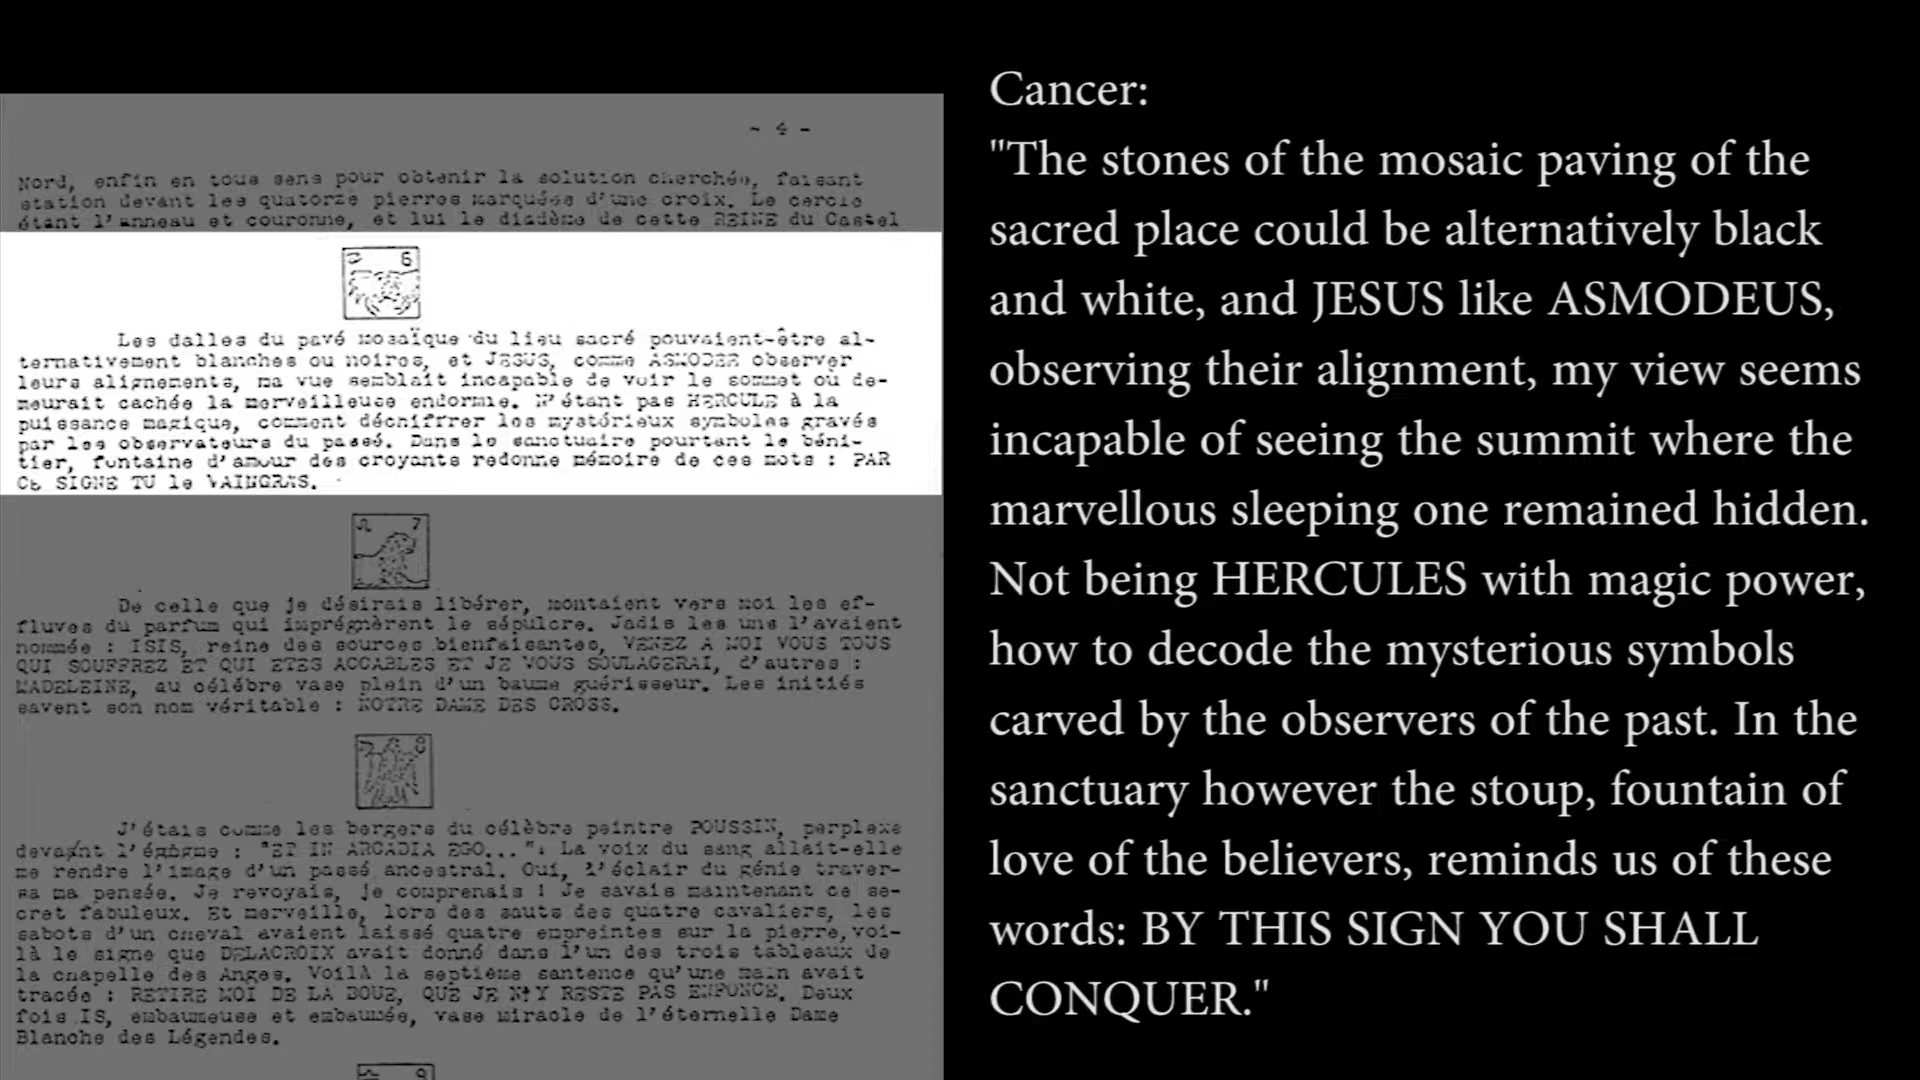 - 4 -
Nord, enfin en tous sens pour obtenir la solution cherchée, faisant
station devant les quatorze pierres marquées d'une croix. Le cercle
étant l'anneau et couronne, et lui le diadème de cette REINE du Castel
6
Les dalles du pavé mosaïque du lieu sacré pouvaient-être al-
ternativement blanches ou noires, et JESUS, comme ASMODEE observer
leurs alignements, ma vue semblait incapable de voir le sommet où de-
meurait cachée la merveilleuse endormie. N'étant pas HERCULE à la
puissance magique, comment déchiffrer les mystérieux symboles gravés
par les observateurs du passé. Dans le sanctuaire pourtant le béni-
tier, fontaine d'amour des croyants redonne mémoire de ces mots : PAR
CE SIGNE TU le VAINCRAS.
7
De celle que je désirais libérer, montaient vers moi les ef-
fluves du parfum qui imprégnèrent le sépulcre. Jadis les uns l'avaient
nommée : ISIS, reine des sources bienfaisantes, VENEZ A MOI VOUS TOUS
QUI SOUFFREZ ET QUI ETES ACCABLES ET JE VOUS SOULAGERAI, d'autres :
MADELEINE, au célébre vase plein d'un baume guérisseur. Les initiés
savent son nom véritable : NOTRE DAME DES CROSS.
8
J'étais comme les bergers du célèbre peintre POUSSIN, perplexe
devant l'énigme : "ET IN ARCADIA EGO...". La voix du sang allait-elle
me rendre l'image d'un passé ancestral. Oui, l'éclair du génie traver-
sa ma pensée. Je revoyais, je comprenais ! Je savais maintenant ce se-
cret fabuleux. Et merveille, lors des sauts des quatre cavaliers, les
sabots d'un cheval avaient laissé quatre empreintes sur la pierre, voi-
là le signe que DELACROIX avait donné dans l'un des trois tableaux de
la chapelle des Anges. Voilà la septième sentence qu'une main avait
tracée : RETIRE MOI DE LA BOUE, QUE JE N'Y RESTE PAS ENFONCE. Deux
fois IS, embaumeuse et embaumée, vase miracle de l'éternelle Dame
Blanche des Légendes.
9
Cancer:
"The stones of the mosaic paving of the
sacred place could be alternatively black
and white, and JESUS like ASMODEUS,
observing their alignment, my view seems
incapable of seeing the summit where the
marvellous sleeping one remained hidden.
Not being HERCULES with magic power,
how to decode the mysterious symbols
carved by the observers of the past. In the
sanctuary however the stoup, fountain of
love of the believers, reminds us of these
words: BY THIS SIGN YOU SHALL
CONQUER."